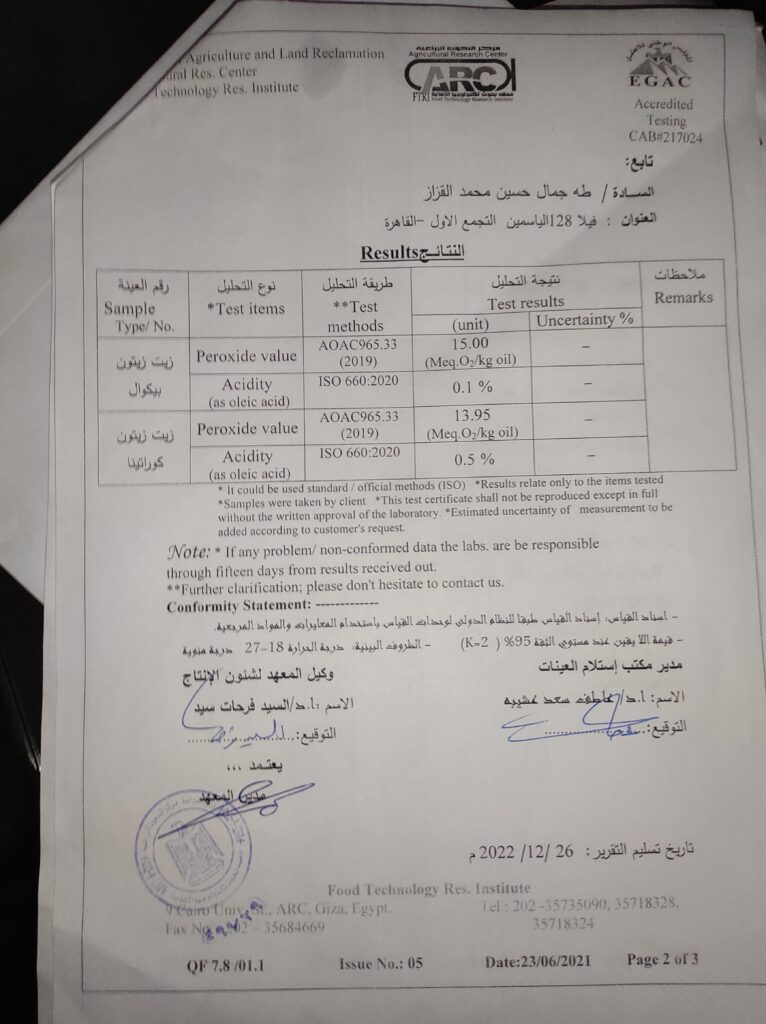 Agriculture and Land Reclamation
Res. Center
Technology Res. Institute
مركز البحوث الزراعية
Agricultural Research Center
ARC
FTRI
معهد بحوث تكنولوجيا الأغذية
Food Technology Research Institute
EGAC
Accredited
Testing
CAB#217024
تابع:
الســادة / طه جمال حسين محمد القزاز
العنوان : فيلا 128الياسمين التجمع الاول –القاهرة
النتائــجResults
رقم العينة
Sample
Type/ No.
نوع التحليل
*Test items
طريقة التحليل
**Test
methods
نتيجة التحليل
Test results
(unit)
Uncertainty %
ملاحظات
Remarks
زيت زيتون
بيكوال
Peroxide value
AOAC965.33
(2019)
15.00
(Meq.O₂/kg oil)
–
Acidity
(as oleic acid)
ISO 660:2020
0.1 %
–
زيت زيتون
كوراتينا
Peroxide value
AOAC965.33
(2019)
13.95
(Meq.O₂/kg oil)
–
Acidity
(as oleic acid)
ISO 660:2020
0.5 %
–
* It could be used standard / official methods (ISO) *Results relate only to the items tested
*Samples were taken by client *This test certificate shall not be reproduced except in full
without the written approval of the laboratory. *Estimated uncertainty of measurement to be
added according to customer's request.
Note: * If any problem/ non-conformed data the labs. are be responsible
through fifteen days from results received out.
**Further clarification; please don't hesitate to contact us.
Conformity Statement: -------------
- اسناد القياس: إسناد القياس طبقا للنظام الدولى لوحدات القياس باستخدام المعايرات والمواد المرجعية.
- قيمة اللا يقين عند مستوى الثقة 95% (K=2) - الظروف البيئية: درجة الحرارة 18-27 درجة مئوية
مدير مكتب إستلام العينات
وكيل المعهد لشئون الإنتاج
الاسم: ا.د/عاطف سعد عشيبه
الاسم :ا.د/السيد فرحات سيد
التوقيع:
التوقيع:
يعتمد ,,,
مدير المعهد
تاريخ تسليم التقرير: 26 /12/ 2022 م
Food Technology Res. Institute
9 Cairo Univ. St., ARC, Giza, Egypt.
Tel.: 202 -35735090, 35718328.
Fax No. 202 – 35684669
35718324
QF 7.8 /01.1
Issue No.: 05
Date:23/06/2021
Page 2 of 3